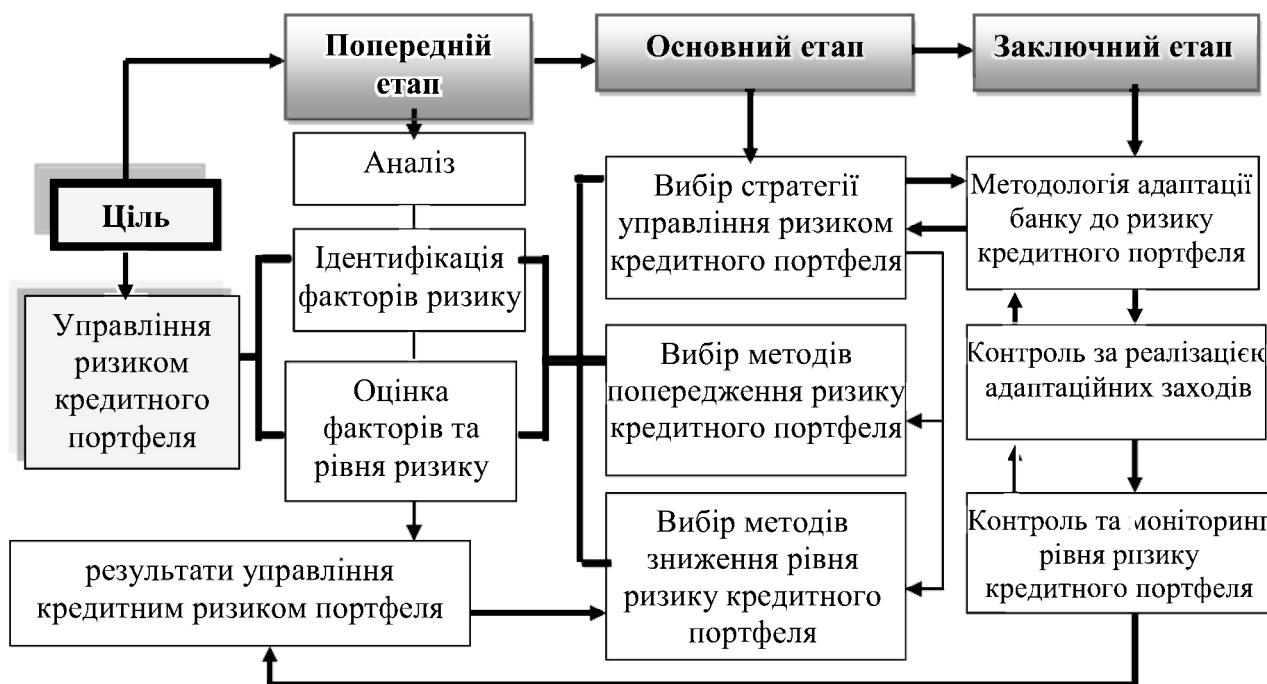 Попередній
етап
Основний етап
Заключний етап
Ціль
Управління
ризиком
кредитного
портфеля
Аналіз
Ідентифікація
факторів ризику
Оцінка
факторів та
рівня ризику
результати управління
кредитним ризиком портфеля
Вибір стратегії
управління ризиком
кредитного портфеля
Вибір методів
попередження ризику
кредитного портфеля
Вибір методів
зниження рівня
ризику кредитного
портфеля
Методологія адаптації
банку до ризику
кредитного портфеля
Контроль за реалізацією
адаптаційних заходів
Контроль та моніторинг
рівня ризику
кредитного портфеля